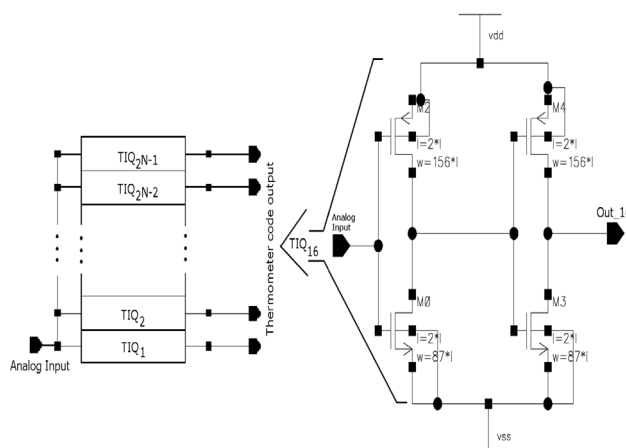 vdd
M2
M4
l=2*l
l=2*l
w=156*l
w=156*l
TIQ2N-1
TIQ2N-2
Thermometer code output
TIQ16
Analog
Input
Out_1
TIQ2
TIQ1
Analog Input
M0
M3
l=2*l
l=2*l
w=87*l
w=87*l
vss